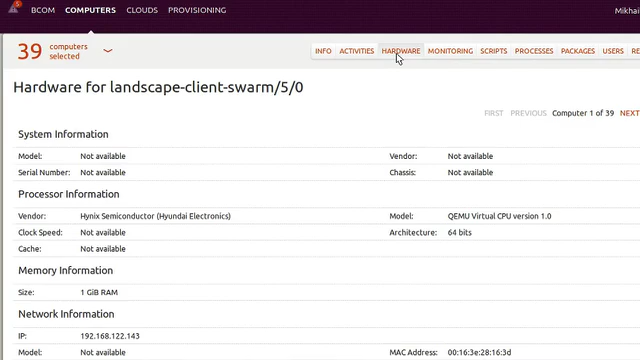 5
BCOM COMPUTERS CLOUDS PROVISIONING
39 computers selected
INFO ACTIVITIES HARDWARE MONITORING SCRIPTS PROCESSES PACKAGES USERS
Hardware for landscape-client-swarm/5/0
FIRST PREVIOUS Computer 1 of 39 NEXT
System Information
Model: Not available Vendor: Not available
Serial Number: Not available Chassis: Not available
Processor Information
Vendor: Hynix Semiconductor (Hyundai Electronics) Model: QEMU Virtual CPU version 1.0
Clock Speed: Not available Architecture: 64 bits
Cache: Not available
Memory Information
Size: 1 GiB RAM
Network Information
IP: 192.168.122.143
Model: Not available MAC Address: 00:16:3e:28:16:3d